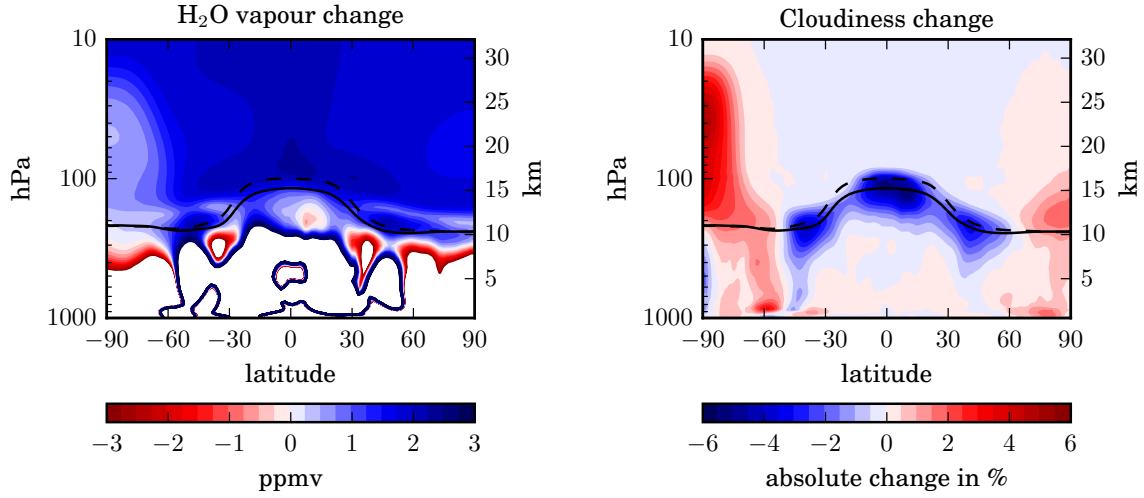 H₂O vapour change
10
100
1000
hPa
30
25
20
15
10
5
km
−90 −60 −30 0 30 60 90
latitude
−3 −2 −1 0 1 2 3
ppmv
Cloudiness change
10
100
1000
hPa
30
25
20
15
10
5
km
−90 −60 −30 0 30 60 90
latitude
−6 −4 −2 0 2 4 6
absolute change in %